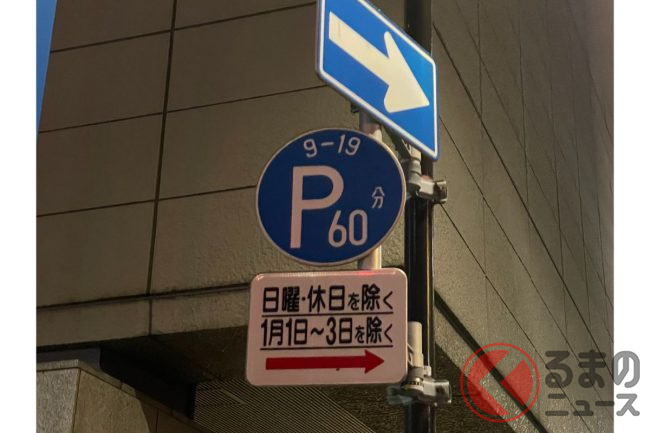 9-19
P 60分
日曜・休日を除く
1月1日～3日を除く
くるまの
ニュース